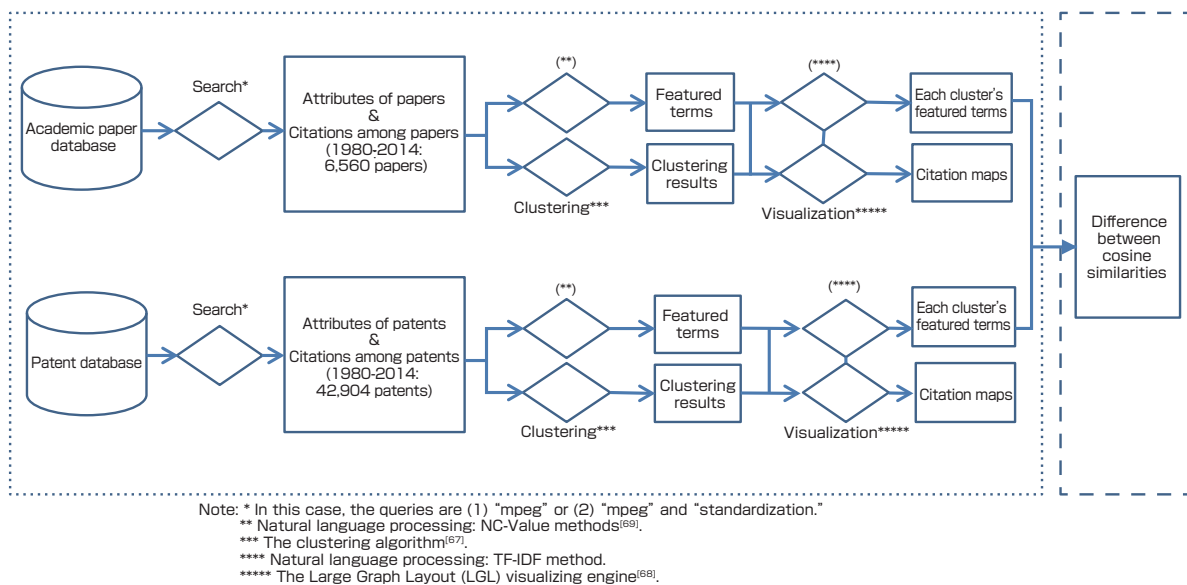 Academic paper
database
Search*
Attributes of papers
&
Citations among papers
(1980-2014:
6,560 papers)
(**)
Clustering***
Featured
terms
Clustering
results
(****)
Visualization*****
Each cluster's
featured terms
Citation maps
Patent database
Search*
Attributes of patents
&
Citations among patents
(1980-2014:
42,904 patents)
(**)
Clustering***
Featured
terms
Clustering
results
(****)
Visualization*****
Each cluster's
featured terms
Citation maps
Difference
between
cosine
similarities
Note: * In this case, the queries are (1) “mpeg” or (2) “mpeg” and “standardization.”
** Natural language processing: NC-Value methods[69].
*** The clustering algorithm[67].
**** Natural language processing: TF-IDF method.
***** The Large Graph Layout (LGL) visualizing engine[68].